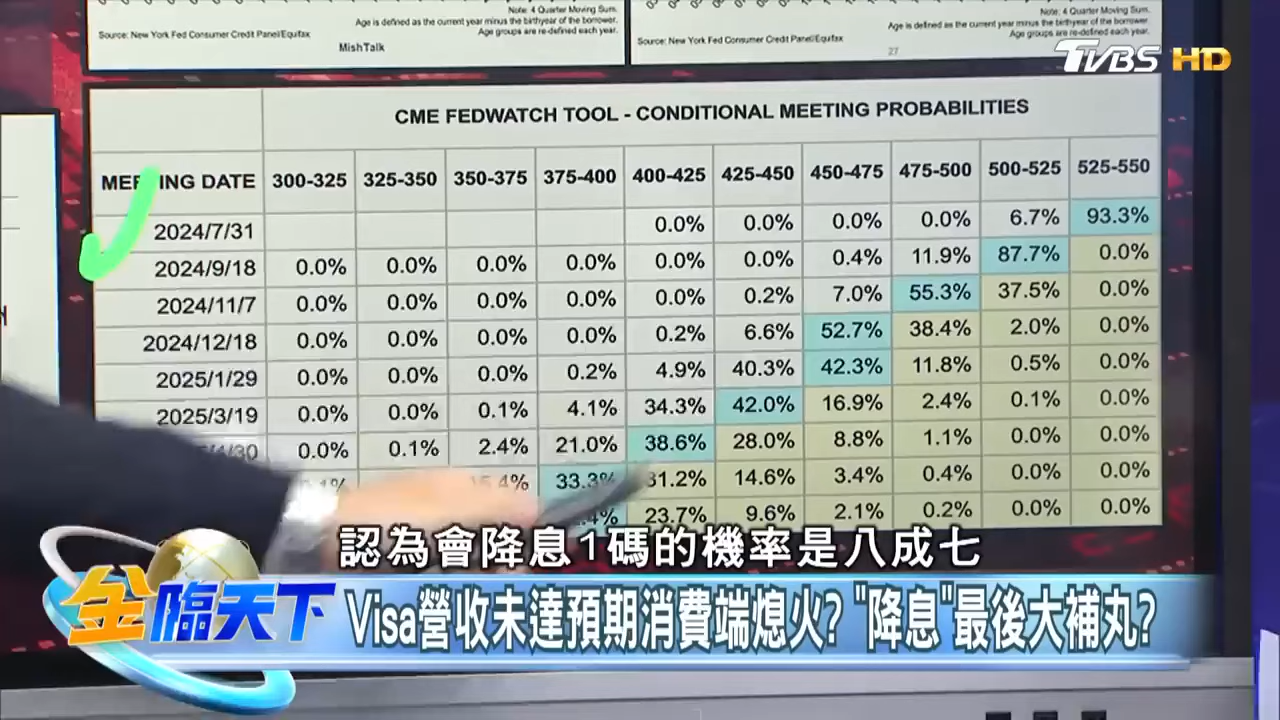 Note: 4 Quarter Moving Sum.
Age is defined as the current year minus the birthyear of the borrower.
Age groups are re-defined each year.
Source: New York Fed Consumer Credit Panel/Equifax
MishTalk
Note: 4 Quarter Moving Sum.
Age is defined as the current year minus the birthyear of the borrower.
Age groups are re-defined each year.
Source: New York Fed Consumer Credit Panel/Equifax
27
TVBS HD
CME FEDWATCH TOOL - CONDITIONAL MEETING PROBABILITIES
MEETING DATE 300-325 325-350 350-375 375-400 400-425 425-450 450-475 475-500 500-525 525-550
2024/7/31 0.0% 0.0% 0.0% 0.0% 6.7% 93.3%
2024/9/18 0.0% 0.0% 0.0% 0.0% 0.0% 0.0% 0.4% 11.9% 87.7% 0.0%
2024/11/7 0.0% 0.0% 0.0% 0.0% 0.0% 0.2% 7.0% 55.3% 37.5% 0.0%
2024/12/18 0.0% 0.0% 0.0% 0.0% 0.2% 6.6% 52.7% 38.4% 2.0% 0.0%
2025/1/29 0.0% 0.0% 0.0% 0.2% 4.9% 40.3% 42.3% 11.8% 0.5% 0.0%
2025/3/19 0.0% 0.0% 0.1% 4.1% 34.3% 42.0% 16.9% 2.4% 0.1% 0.0%
0.0% 0.1% 2.4% 21.0% 38.6% 28.0% 8.8% 1.1% 0.0% 0.0%
33.3% 31.2% 14.6% 3.4% 0.4% 0.0% 0.0%
23.7% 9.6% 2.1% 0.2% 0.0% 0.0%
認為會降息1碼的機率是八成七
金臨天下
Visa營收未達預期消費端熄火? "降息"最後大補丸?